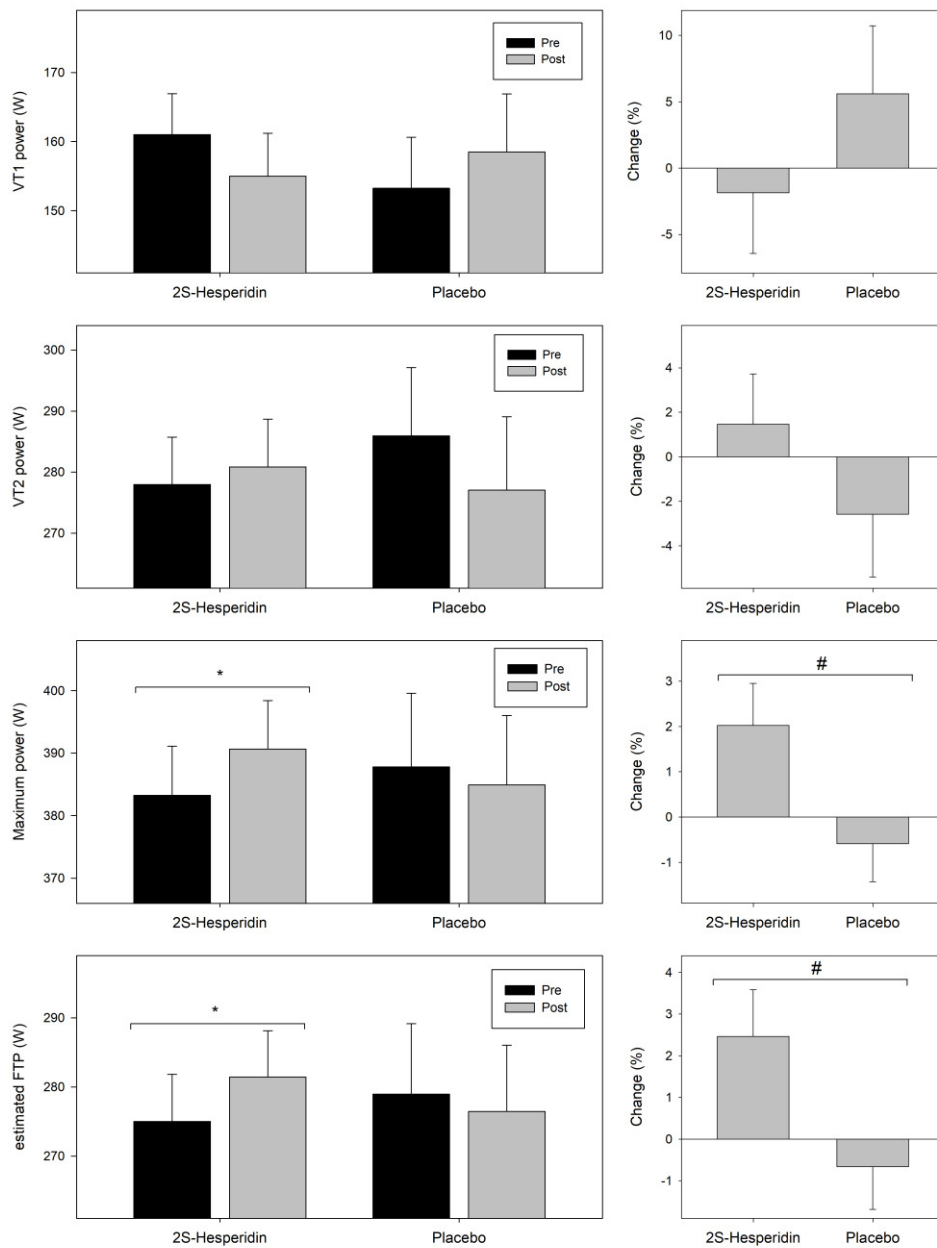 VT1 power (W)
170
160
150
Pre
Post
2S-Hesperidin
Placebo
Change (%)
10
5
0
-5
2S-Hesperidin
Placebo
VT2 power (W)
300
290
280
270
Pre
Post
2S-Hesperidin
Placebo
Change (%)
4
2
0
-2
-4
2S-Hesperidin
Placebo
Maximum power (W)
400
390
380
370
*
Pre
Post
2S-Hesperidin
Placebo
Change (%)
3
2
1
0
-1
#
2S-Hesperidin
Placebo
estimated FTP (W)
290
280
270
*
Pre
Post
2S-Hesperidin
Placebo
Change (%)
4
3
2
1
0
-1
#
2S-Hesperidin
Placebo